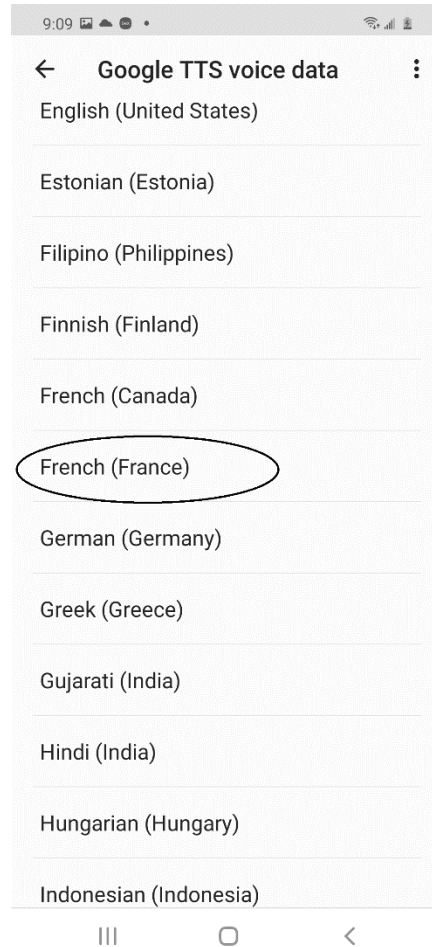 9:09
Google TTS voice data
English (United States)
Estonian (Estonia)
Filipino (Philippines)
Finnish (Finland)
French (Canada)
French (France)
German (Germany)
Greek (Greece)
Gujarati (India)
Hindi (India)
Hungarian (Hungary)
Indonesian (Indonesia)